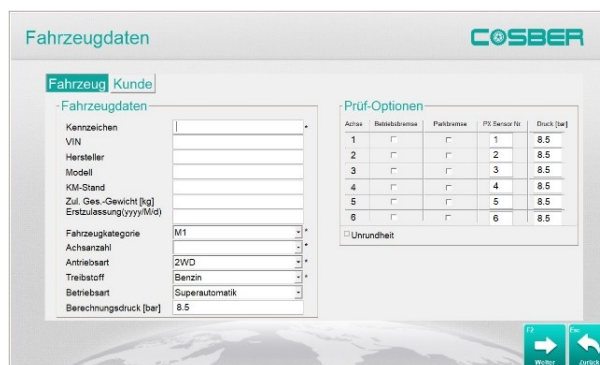 Fahrzeugdaten
COSBER
Fahrzeug Kunde
Fahrzeugdaten
Kennzeichen *
VIN
Hersteller
Modell
KM-Stand
Zul. Ges.-Gewicht [kg]
Erstzulassung(yyyy/M/d)
Fahrzeugkategorie M1 *
Achsanzahl *
Antriebsart 2WD *
Treibstoff Benzin *
Betriebsart Superautomatik
Berechnungsdruck [bar] 8.5
Prüf-Optionen
Achse Betriebsbremse Parkbremse PX Sensor Nr. Druck [bar]
1 1 8.5
2 2 8.5
3 3 8.5
4 4 8.5
5 5 8.5
6 6 8.5
Unrundheit
F2 Weiter
Esc Zurück